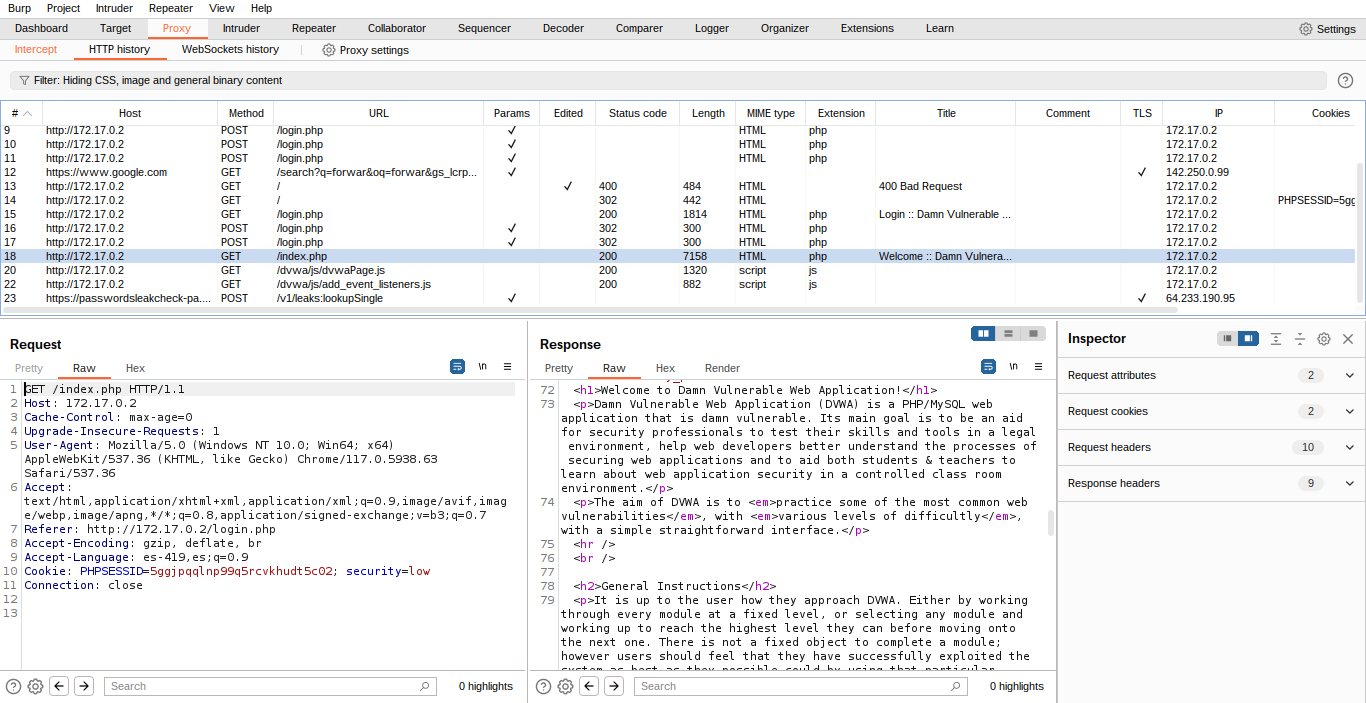 Burp Project Intruder Repeater View Help
Dashboard Target Proxy Intruder Repeater Collaborator Sequencer Decoder Comparer Logger Organizer Extensions Learn Settings
Intercept HTTP history WebSockets history Proxy settings
Filter: Hiding CSS, image and general binary content
# Host Method URL Params Edited Status code Length MIME type Extension Title Comment TLS IP Cookies
9 http://172.17.0.2 POST /login.php ✓ HTML php 172.17.0.2
10 http://172.17.0.2 POST /login.php ✓ HTML php 172.17.0.2
11 http://172.17.0.2 POST /login.php ✓ HTML php 172.17.0.2
12 https://www.google.com GET /search?q=forwar&oq=forwar&gs_lcrp... ✓ ✓ 142.250.0.99
13 http://172.17.0.2 GET / ✓ 400 484 HTML 400 Bad Request 172.17.0.2
14 http://172.17.0.2 GET / 302 442 HTML 172.17.0.2 PHPSESSID=5gg
15 http://172.17.0.2 GET /login.php 200 1814 HTML php Login :: Damn Vulnerable ... 172.17.0.2
16 http://172.17.0.2 POST /login.php ✓ 302 300 HTML php 172.17.0.2
17 http://172.17.0.2 POST /login.php ✓ 302 300 HTML php 172.17.0.2
18 http://172.17.0.2 GET /index.php 200 7158 HTML php Welcome :: Damn Vulnera... 172.17.0.2
20 http://172.17.0.2 GET /dvwa/js/dvwaPage.js 200 1320 script js 172.17.0.2
22 http://172.17.0.2 GET /dvwa/js/add_event_listeners.js 200 882 script js 172.17.0.2
23 https://passwordsleakcheck-pa.... POST /v1/leaks:lookupSingle ✓ ✓ 64.233.190.95
Request
Pretty Raw Hex \n
1 GET /index.php HTTP/1.1
2 Host: 172.17.0.2
3 Cache-Control: max-age=0
4 Upgrade-Insecure-Requests: 1
5 User-Agent: Mozilla/5.0 (Windows NT 10.0; Win64; x64)
AppleWebKit/537.36 (KHTML, like Gecko) Chrome/117.0.5938.63
Safari/537.36
6 Accept:
text/html,application/xhtml+xml,application/xml;q=0.9,image/avif,imag
e/webp,image/apng,*/*;q=0.8,application/signed-exchange;v=b3;q=0.7
7 Referer: http://172.17.0.2/login.php
8 Accept-Encoding: gzip, deflate, br
9 Accept-Language: es-419,es;q=0.9
10 Cookie: PHPSESSID=5ggjpqqlnp99q5rcvkhudt5c02; security=low
11 Connection: close
12
13
Search 0 highlights
Response
Pretty Raw Hex Render \n
72 <h1>Welcome to Damn Vulnerable Web Application!</h1>
73 <p>Damn Vulnerable Web Application (DVWA) is a PHP/MySQL web
application that is damn vulnerable. Its main goal is to be an aid
for security professionals to test their skills and tools in a legal
environment, help web developers better understand the processes of
securing web applications and to aid both students & teachers to
learn about web application security in a controlled class room
environment.</p>
74 <p>The aim of DVWA is to <em>practice some of the most common web
vulnerabilities</em>, with <em>various levels of difficultly</em>,
with a simple straightforward interface.</p>
75 <hr />
76 <br />
77
78 <h2>General Instructions</h2>
79 <p>It is up to the user how they approach DVWA. Either by working
through every module at a fixed level, or selecting any module and
working up to reach the highest level they can before moving onto
the next one. There is not a fixed object to complete a module;
however users should feel that they have successfully exploited the
system as best as they possible could by using that particular
Search 0 highlights
Inspector
Request attributes 2
Request cookies 2
Request headers 10
Response headers 9